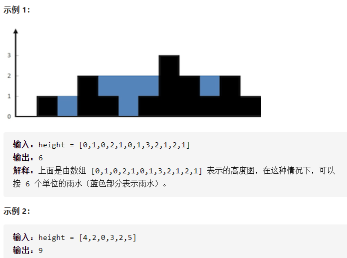 示例 1：
3
2
1
0
输入：height = [0,1,0,2,1,0,1,3,2,1,2,1]
输出：6
解释：上面是由数组 [0,1,0,2,1,0,1,3,2,1,2,1] 表示的高度图，在这种情况下，可以
接 6 个单位的雨水（蓝色部分表示雨水）。
示例 2：
输入：height = [4,2,0,3,2,5]
输出：9